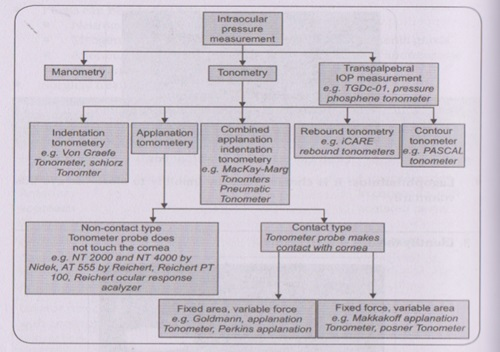 Intraocular
pressure
measurement
Manometry
Tonometry
Transpalpebral
IOP measurement
e.g. TGDc-01, pressure
phosphene tonometer
Indentation
tonometery
e.g. Von Graefe
Tonometer, schiorz
Tonomter
Applanation
tomometry
Combined
applanation
indentation
tonometery
e.g. MacKay-Marg
Tonomters
Pneumatic
Tonometer
Rebound tonometry
e.g. iCARE
rebound tonometers
Contour
tonometer
e.g. PASCAL
tonometer
Non-contact type
Tonometer probe does
not touch the cornea
e.g. NT 2000 and NT 4000 by
Nidek, AT 555 by Reichert, Reichert PT
100, Reichert ocular response
acalyzer
Contact type
Tonometer probe makes
contact with cornea
Fixed area, variable force
e.g. Goldmann, applanation
Tonometer, Perkins applanation
Fixed force, variable area
e.g. Makkakoff applanation
Tonometer, posner Tonometer